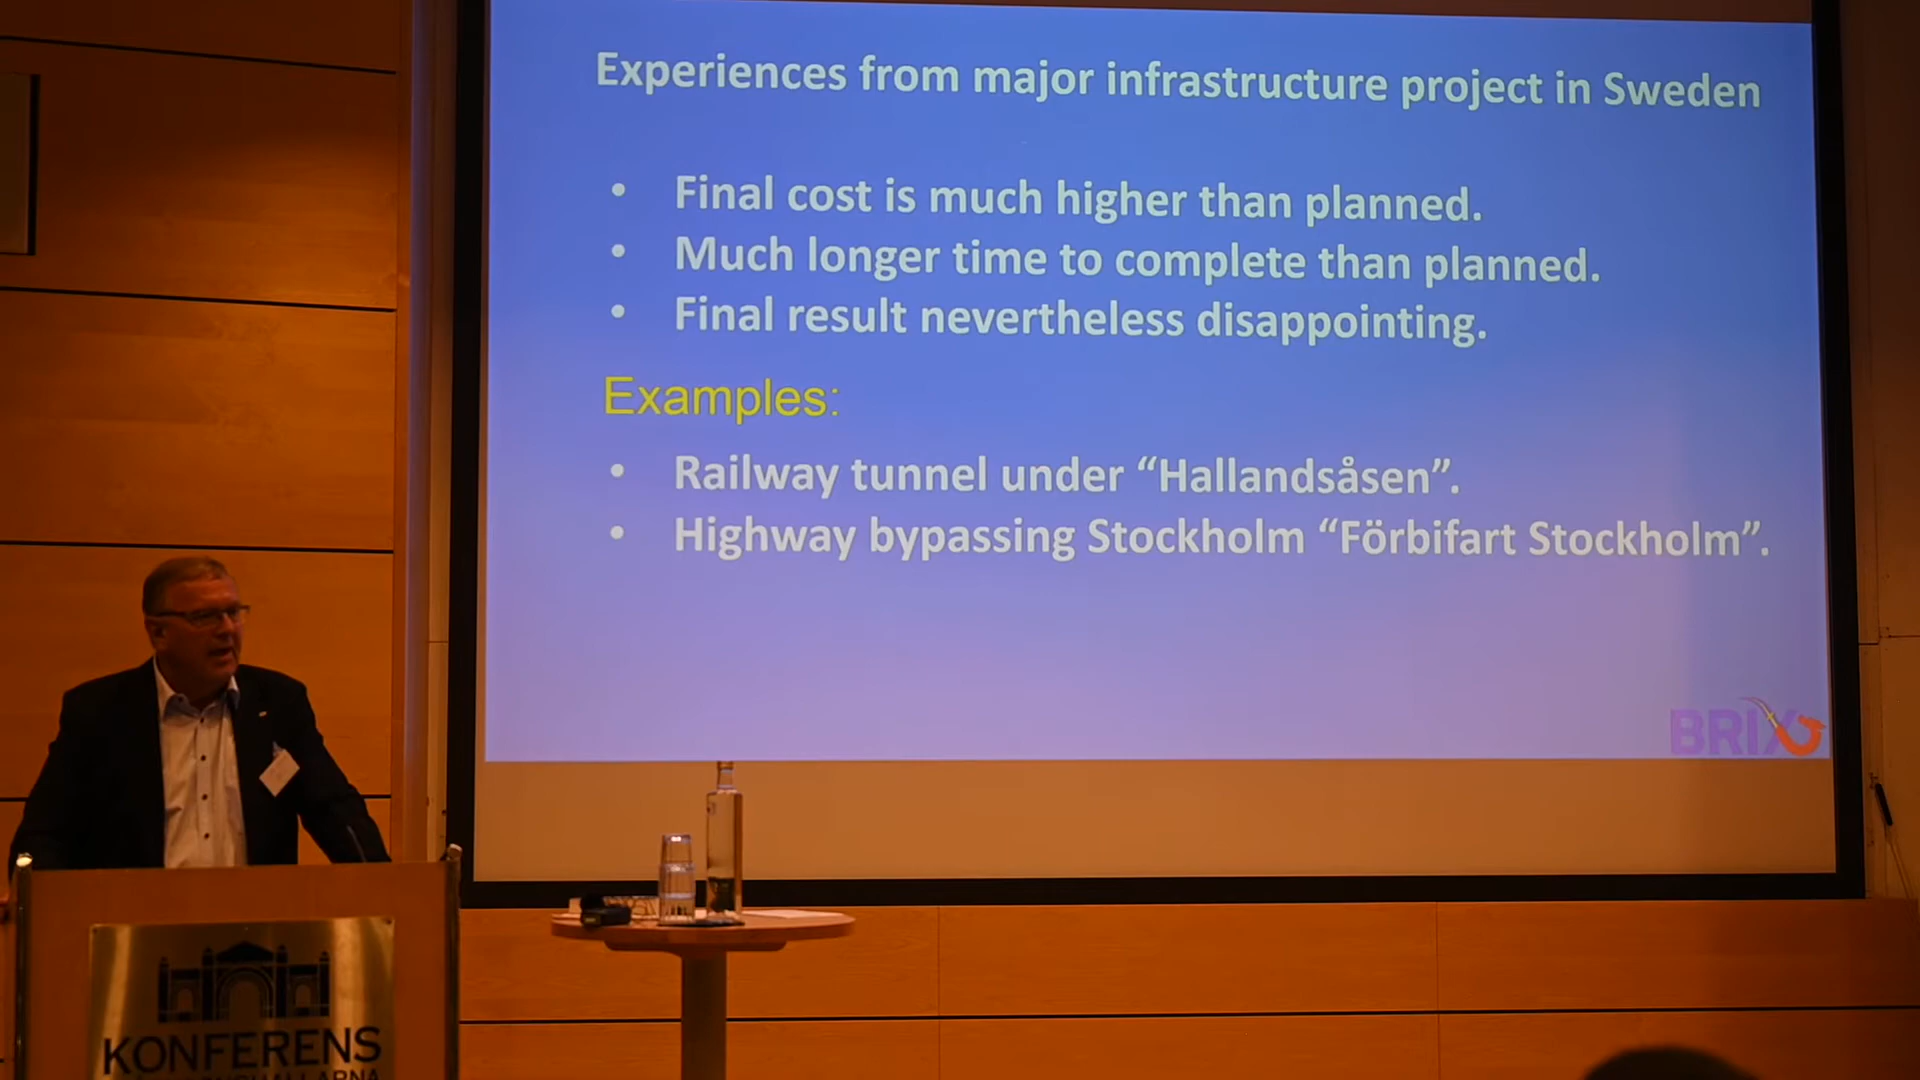 Experiences from major infrastructure project in Sweden
• Final cost is much higher than planned.
• Much longer time to complete than planned.
• Final result nevertheless disappointing.
Examples:
• Railway tunnel under “Hallandsåsen”.
• Highway bypassing Stockholm “Förbifart Stockholm”.
BRIX
KONFERENS